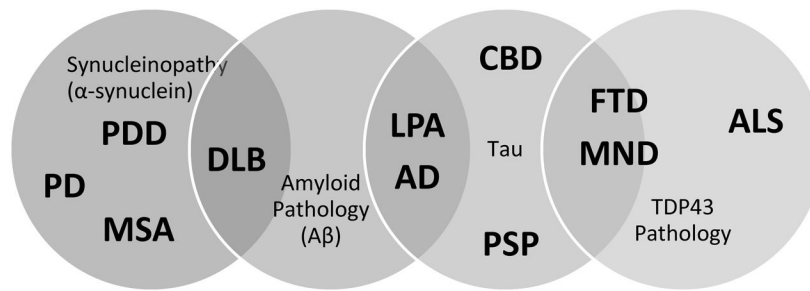 Synucleinopathy
(α-synuclein)
PDD
PD
MSA
DLB
Amyloid
Pathology
(Aβ)
LPA
AD
CBD
Tau
PSP
FTD
MND
ALS
TDP43
Pathology